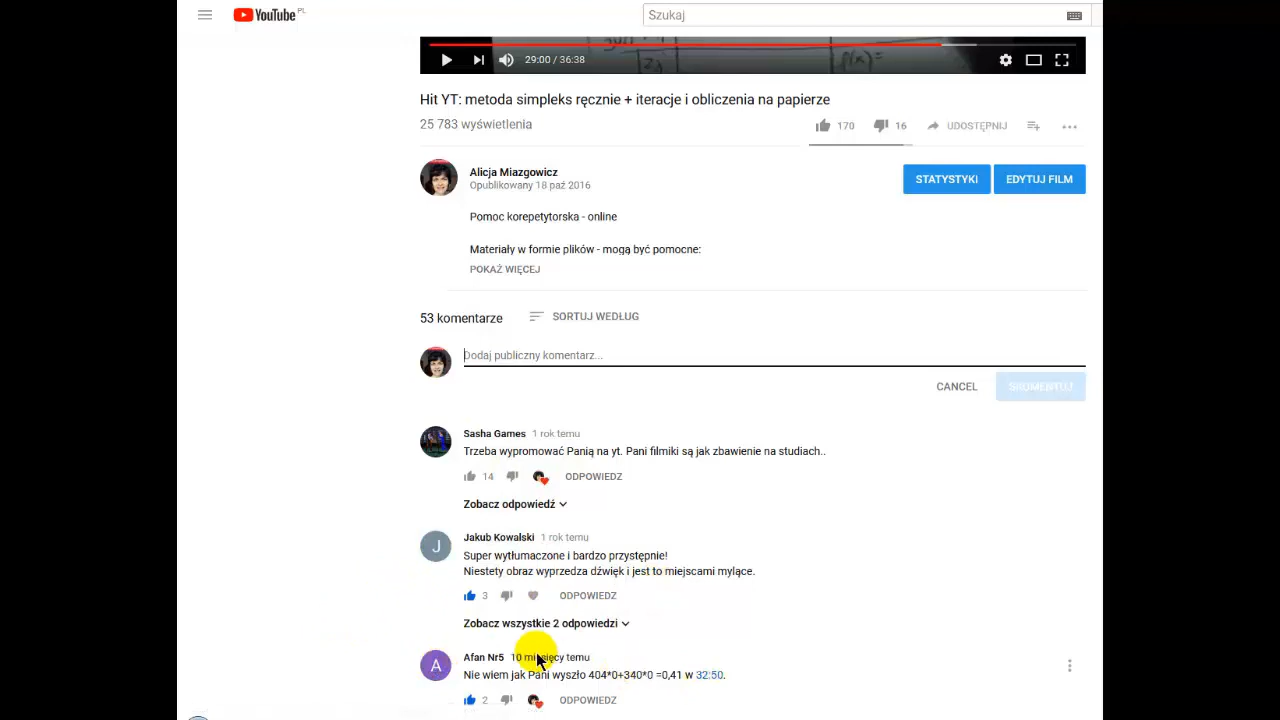 YouTube PL
Szukaj
29:00 / 36:38
Hit YT: metoda simpleks ręcznie + iteracje i obliczenia na papierze
25 783 wyświetlenia
170
16
UDOSTĘPNIJ
Alicja Miazgowicz
Opublikowany 18 paź 2016
STATYSTYKI
EDYTUJ FILM
Pomoc korepetytorska - online
Materiały w formie plików - mogą być pomocne:
POKAŻ WIĘCEJ
53 komentarze
SORTUJ WEDŁUG
Dodaj publiczny komentarz...
CANCEL
SKOMENTUJ
Sasha Games 1 rok temu
Trzeba wypromować Panią na yt. Pani filmiki są jak zbawienie na studiach..
14
ODPOWIEDZ
Zobacz odpowiedź
J
Jakub Kowalski 1 rok temu
Super wytłumaczone i bardzo przystępnie!
Niestety obraz wyprzedza dźwięk i jest to miejscami mylące.
3
ODPOWIEDZ
Zobacz wszystkie 2 odpowiedzi
A
Afan Nr5 10 miesięcy temu
Nie wiem jak Pani wyszło 404*0+340*0 =0,41 w 32:50.
2
ODPOWIEDZ